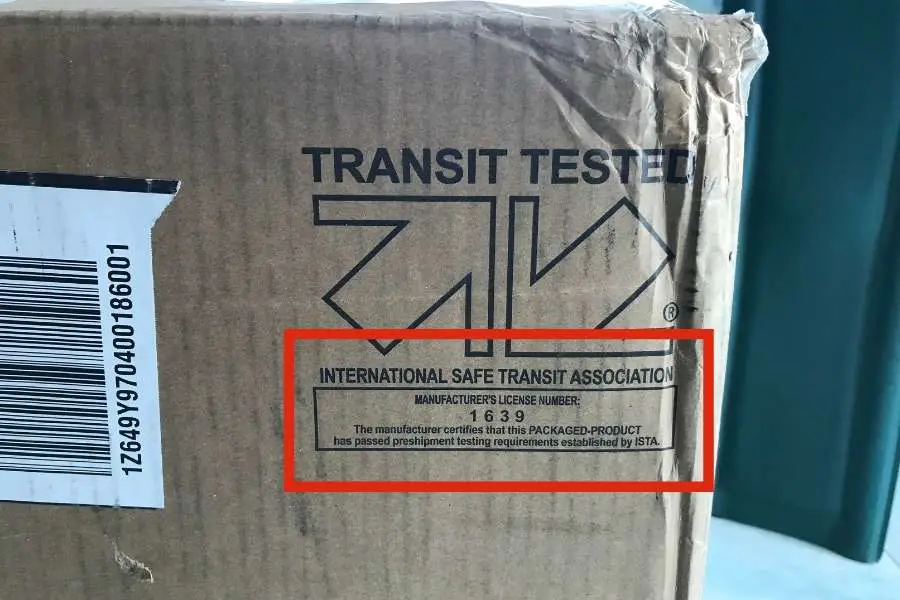 TRANSIT TESTED
®
INTERNATIONAL SAFE TRANSIT ASSOCIATION
MANUFACTURER'S LICENSE NUMBER:
1639
The manufacturer certifies that this PACKAGED-PRODUCT
has passed preshipment testing requirements established by ISTA.
1Z649Y970400186001